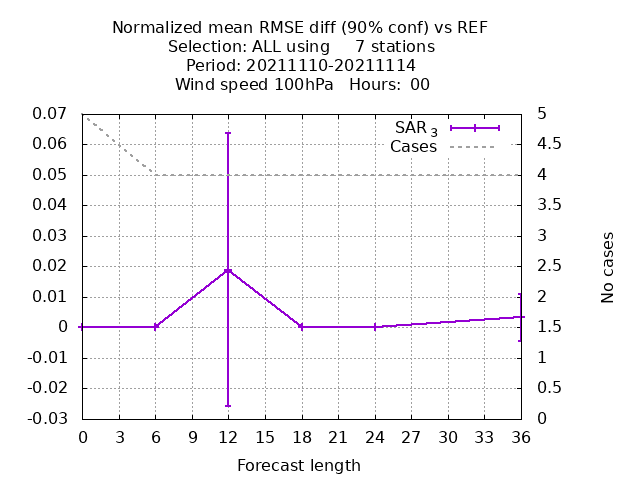 Normalized mean RMSE diff (90% conf) vs REF
Selection: ALL using     7 stations
Period: 20211110-20211114
Wind speed 100hPa   Hours: 00
SAR 3
Cases
0.07
0.06
0.05
0.04
0.03
0.02
0.01
0
-0.01
-0.02
-0.03
5
4.5
4
3.5
3
2.5
2
1.5
1
0.5
0
No cases
0 3 6 9 12 15 18 21 24 27 30 33 36
Forecast length